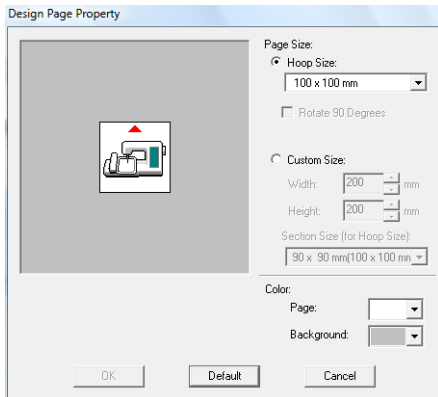 Design Page Property
Page Size:
Hoop Size:
100 x 100 mm
Rotate 90 Degrees
Custom Size:
Width: 200 mm
Height: 200 mm
Section Size (for Hoop Size):
90 x 90 mm(100 x 100 mn
Color:
Page:
Background:
OK Default Cancel